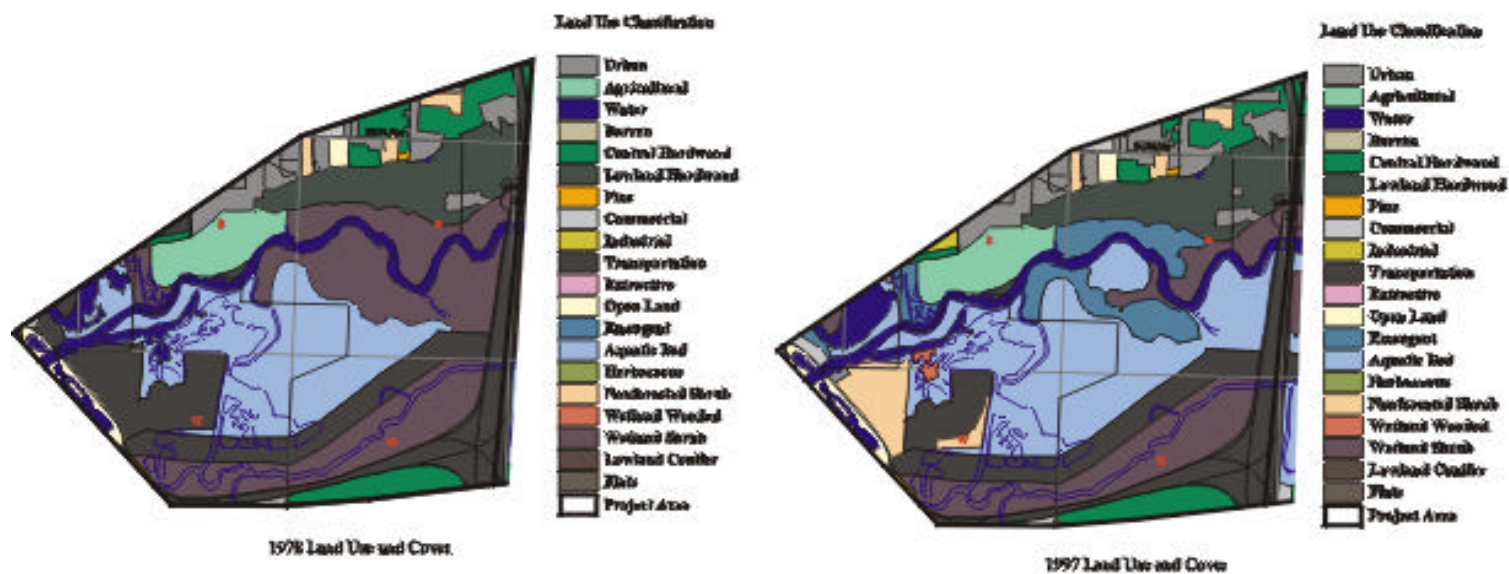 Land Use Classification
Urban
Agricultural
Water
Barren
Central Hardwood
Lowland Hardwood
Pine
Commercial
Industrial
Transportation
Extractive
Open Land
Emergent
Aquatic Bed
Herbaceous
Nonforested Shrub
Wetland Wooded
Wetland Shrub
Lowland Conifer
Flats
Project Area
1978 Land Use and Cover
Land Use Classification
Urban
Agricultural
Water
Barren
Central Hardwood
Lowland Hardwood
Pine
Commercial
Industrial
Transportation
Extractive
Open Land
Emergent
Aquatic Bed
Herbaceous
Nonforested Shrub
Wetland Wooded
Wetland Shrub
Lowland Conifer
Flats
Project Area
1997 Land Use and Cover